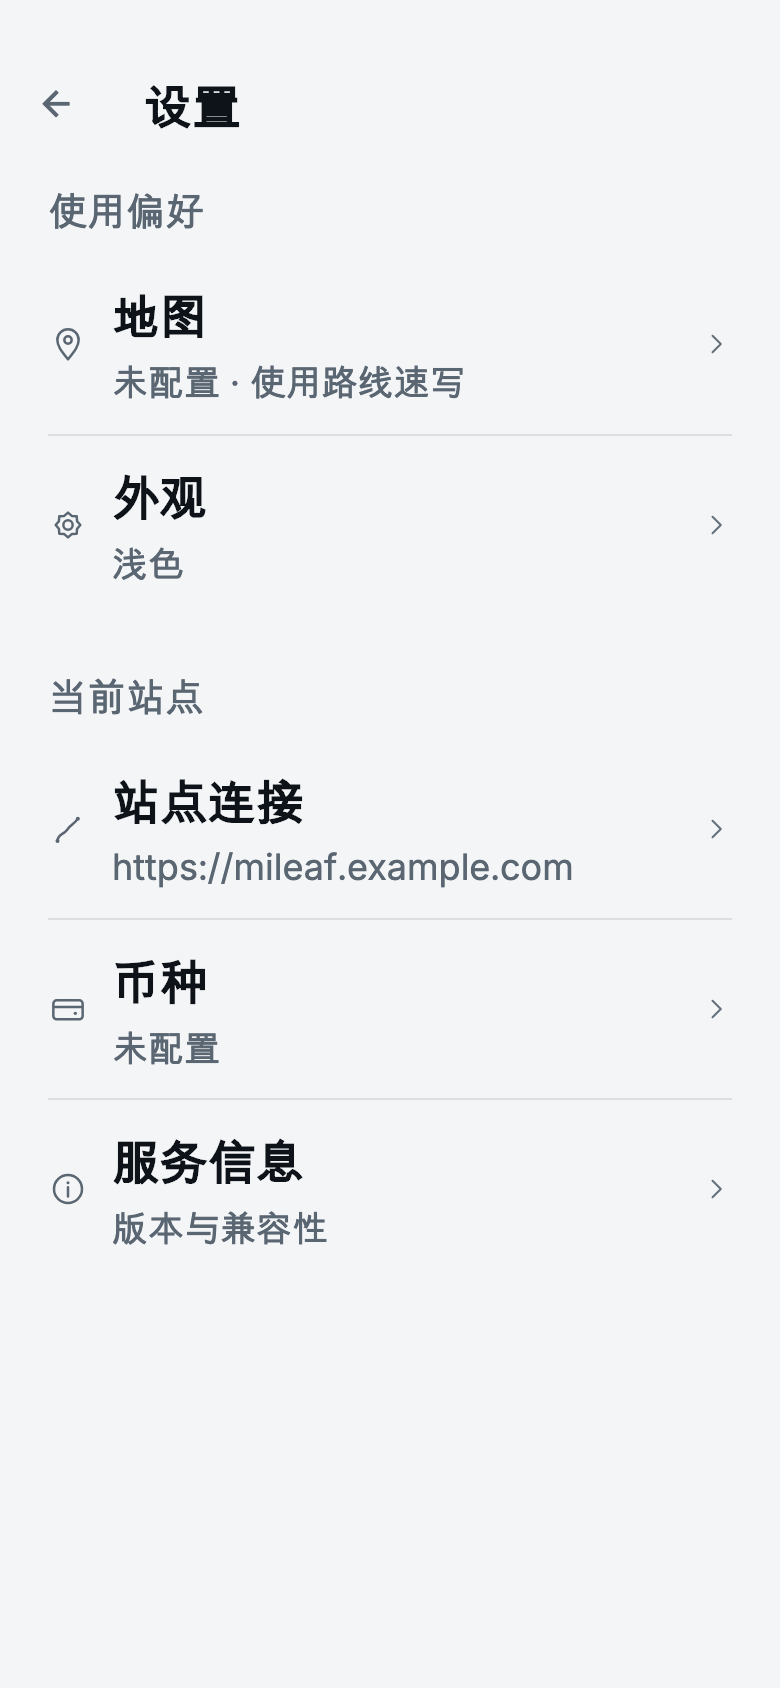 设置
使用偏好
地图
未配置 · 使用路线速写
外观
浅色
当前站点
站点连接
https://mileaf.example.com
币种
未配置
服务信息
版本与兼容性